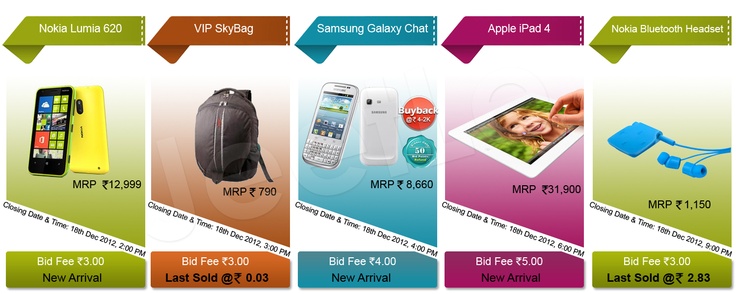 Nokia Lumia 620
MRP ₹12,999
Closing Date & Time: 18th Dec 2012, 2:00 PM
Bid Fee ₹3.00
New Arrival
VIP SkyBag
MRP ₹ 790
Closing Date & Time: 18th Dec 2012, 3:00 PM
Bid Fee ₹3.00
Last Sold @₹ 0.03
Samsung Galaxy Chat
SAMSUNG
Buyback
@₹ 4-2K
50
MRP ₹ 8,660
Closing Date & Time: 18th Dec 2012, 4:00 PM
Bid Fee ₹4.00
New Arrival
Apple iPad 4
MRP ₹31,900
Closing Date & Time: 18th Dec 2012, 6:00 PM
Bid Fee ₹5.00
New Arrival
Nokia Bluetooth Headset
MRP ₹ 1,150
Closing Date & Time: 18th Dec 2012, 9:00 PM
Bid Fee ₹3.00
Last Sold @₹ 2.83